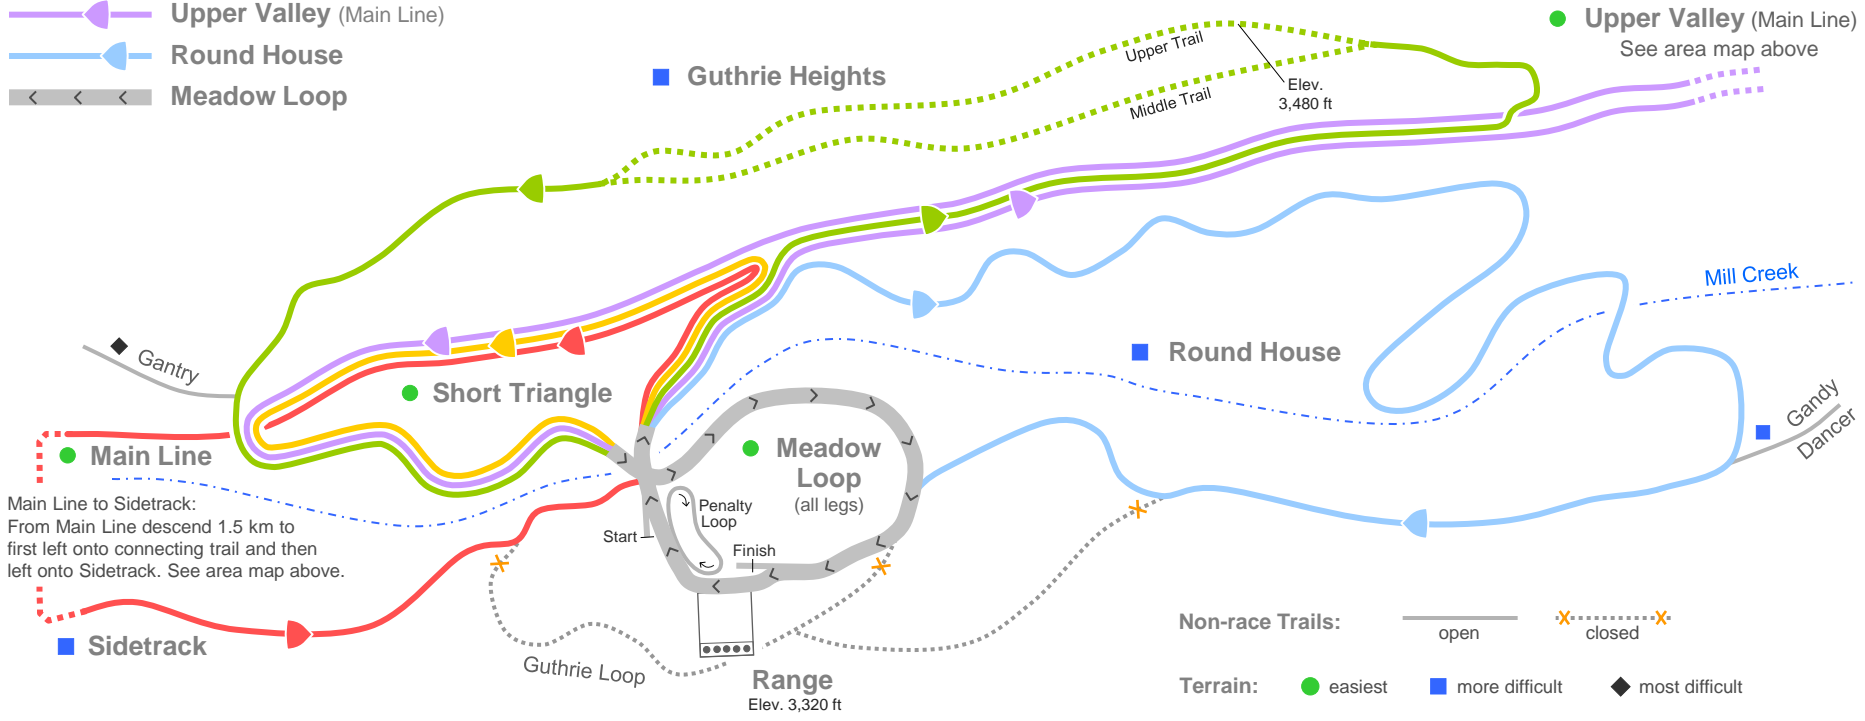 Upper Valley (Main Line)
Round House
Meadow Loop
Guthrie Heights
Upper Trail
Middle Trail
Elev.
3,480 ft
Upper Valley (Main Line)
See area map above
Mill Creek
Gantry
Short Triangle
Round House
Gandy
Dancer
Main Line
Meadow
Loop
(all legs)
Main Line to Sidetrack:
From Main Line descend 1.5 km to
first left onto connecting trail and then
left onto Sidetrack. See area map above.
Penalty
Loop
Start
Finish
Sidetrack
Guthrie Loop
Range
Elev. 3,320 ft
Non-race Trails:
open
closed
Terrain:
easiest
more difficult
most difficult